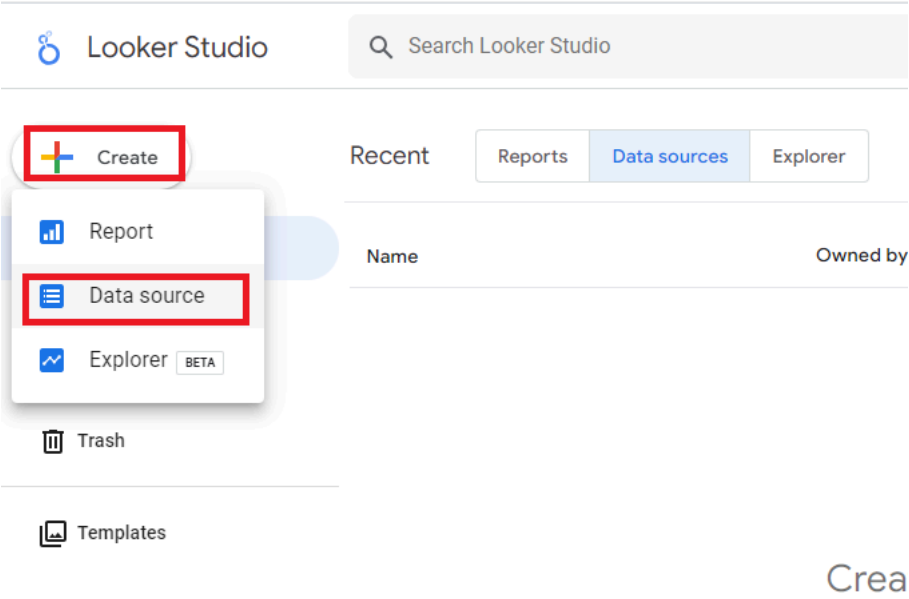 Looker Studio
Search Looker Studio
Create
Recent
Reports
Data sources
Explorer
Report
Name
Owned by
Data source
Explorer BETA
Trash
Templates
Crea